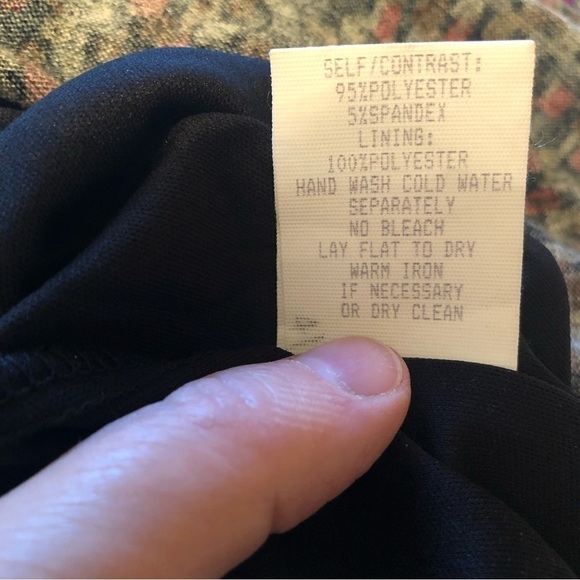 SELF/CONTRAST:
95%POLYESTER
5%SPANDEX
LINING:
100%POLYESTER
HAND WASH COLD WATER
SEPARATELY
NO BLEACH
LAY FLAT TO DRY
WARM IRON
IF NECESSARY
OR DRY CLEAN